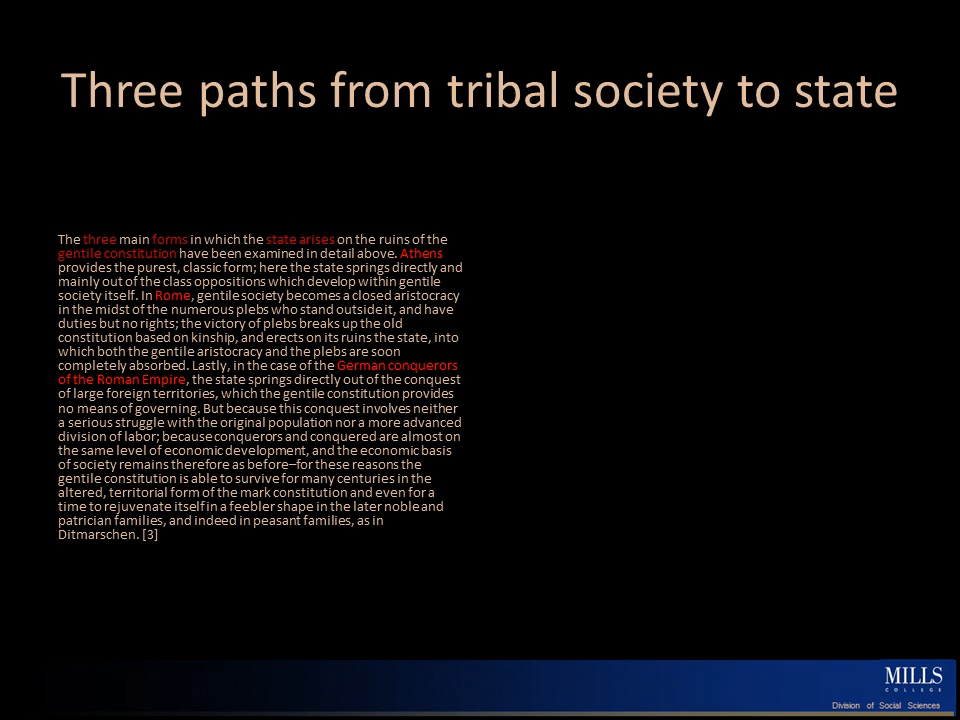 Three paths from tribal society to state
The three main forms in which the state arises on the ruins of the
gentile constitution have been examined in detail above. Athens
provides the purest, classic form; here the state springs directly and
mainly out of the class oppositions which develop within gentile
society itself. In Rome, gentile society becomes a closed aristocracy
in the midst of the numerous plebs who stand outside it, and have
duties but no rights; the victory of plebs breaks up the old
constitution based on kinship, and erects on its ruins the state, into
which both the gentile aristocracy and the plebs are soon
completely absorbed. Lastly, in the case of the German conquerors
of the Roman Empire, the state springs directly out of the conquest
of large foreign territories, which the gentile constitution provides
no means of governing. But because this conquest involves neither
a serious struggle with the original population nor a more advanced
division of labor; because conquerors and conquered are almost on
the same level of economic development, and the economic basis
of society remains therefore as before–for these reasons the
gentile constitution is able to survive for many centuries in the
altered, territorial form of the mark constitution and even for a
time to rejuvenate itself in a feebler shape in the later noble and
patrician families, and indeed in peasant families, as in
Ditmarschen. [3]
MILLS
COLLEGE
Division of Social Sciences